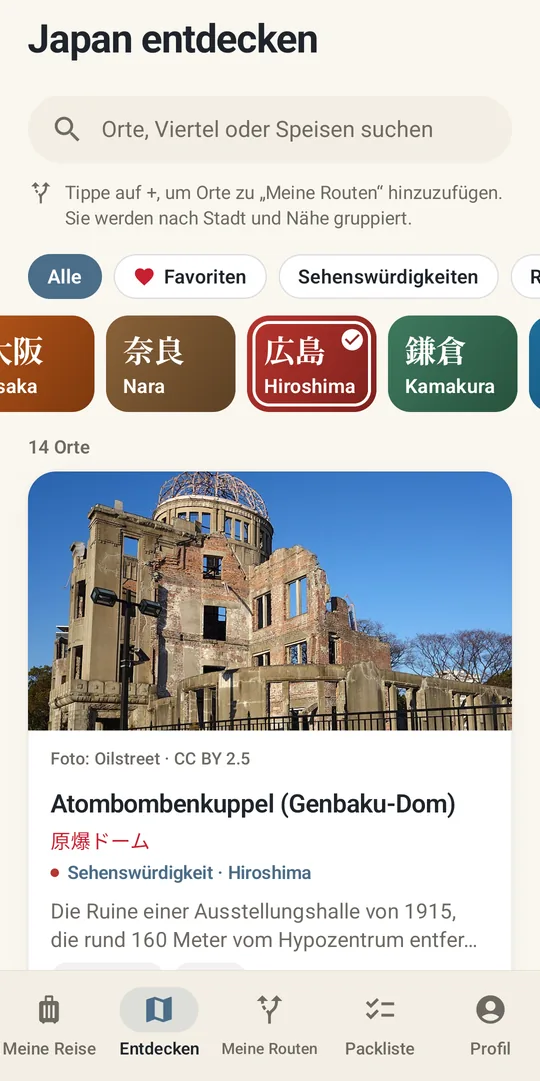 Japan entdecken
Orte, Viertel oder Speisen suchen
Tippe auf +, um Orte zu „Meine Routen“ hinzuzufügen.
Sie werden nach Stadt und Nähe gruppiert.
Alle
Favoriten
Sehenswürdigkeiten
R
大阪
saka
奈良
Nara
広島
Hiroshima
鎌倉
Kamakura
14 Orte
Foto: Oilstreet · CC BY 2.5
Atombombenkuppel (Genbaku-Dom)
原爆ドーム
Sehenswürdigkeit · Hiroshima
Die Ruine einer Ausstellungshalle von 1915,
die rund 160 Meter vom Hypozentrum entfer…
Meine Reise
Entdecken
Meine Routen
Packliste
Profil